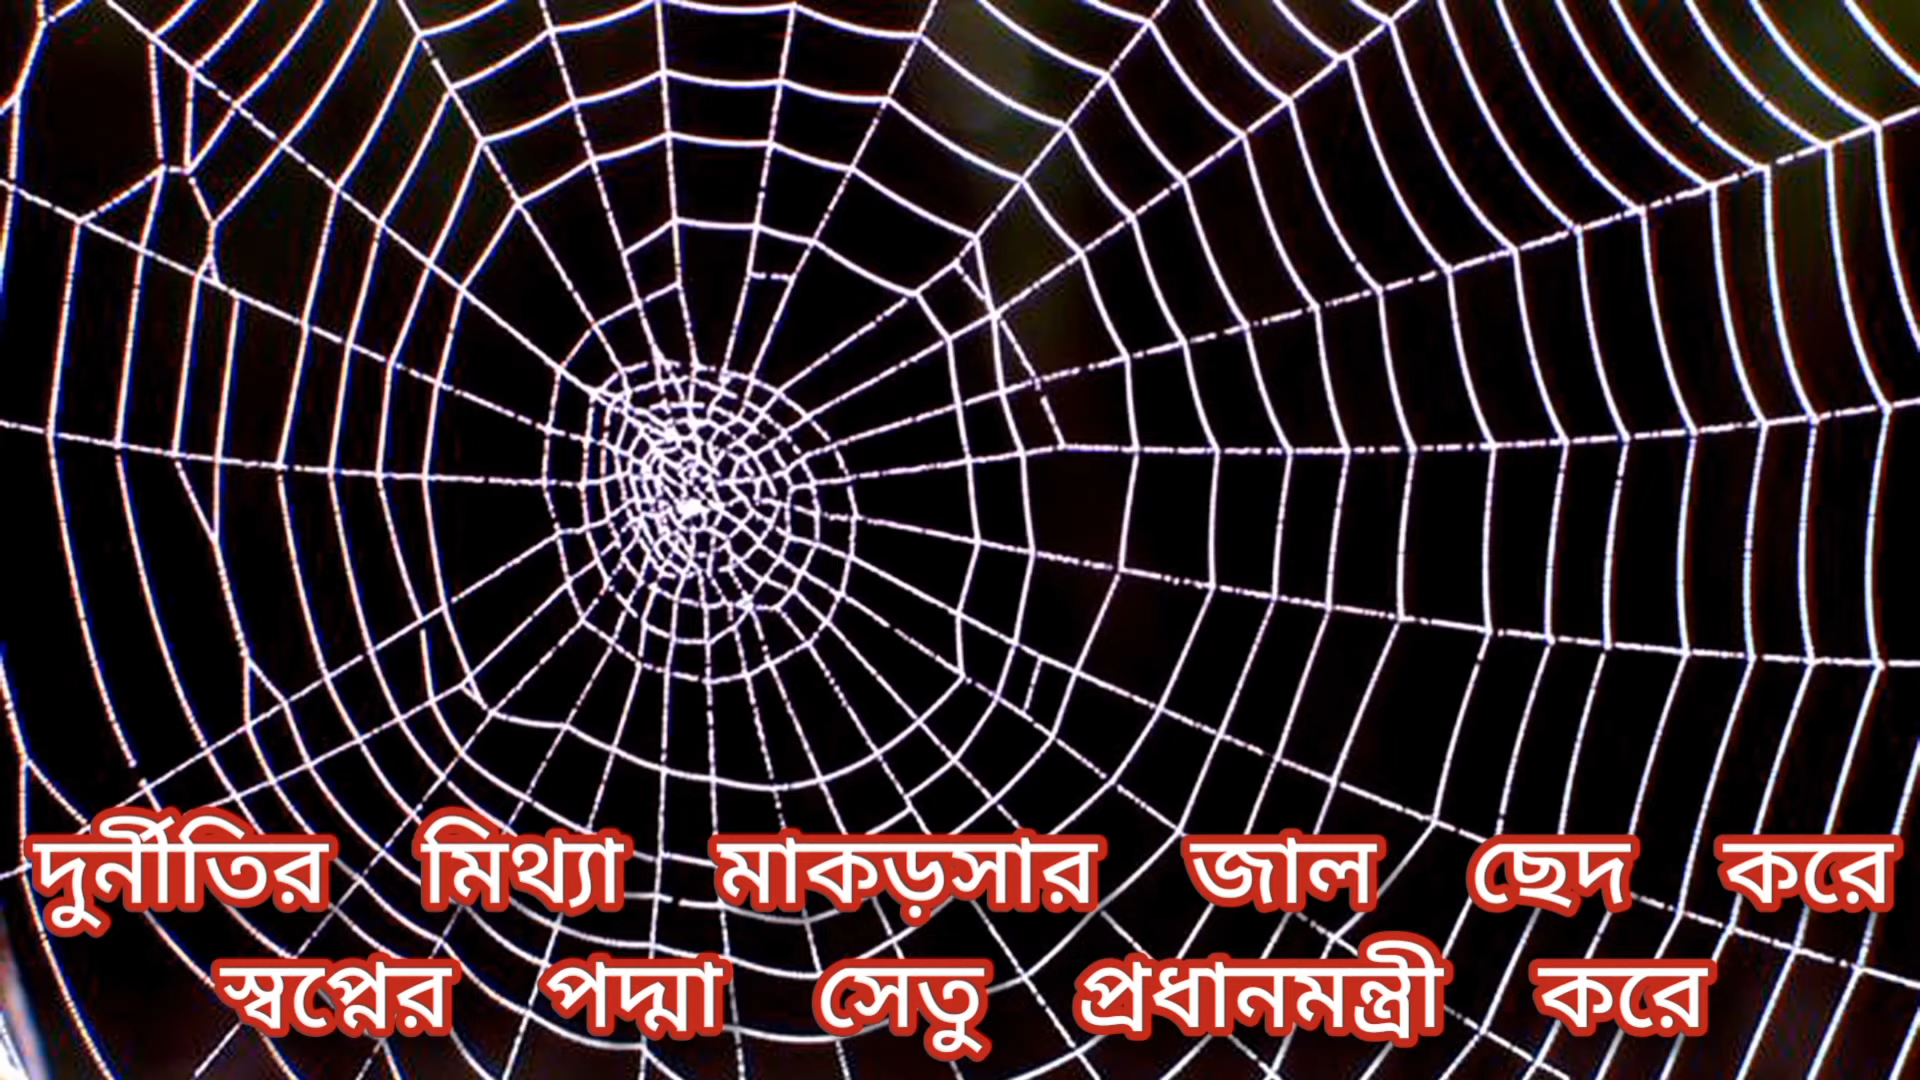 দুর্নীতির মিথ্যা মাকড়সার জাল ছেদ করে
স্বপ্নের পদ্মা সেতু প্রধানমন্ত্রী করে